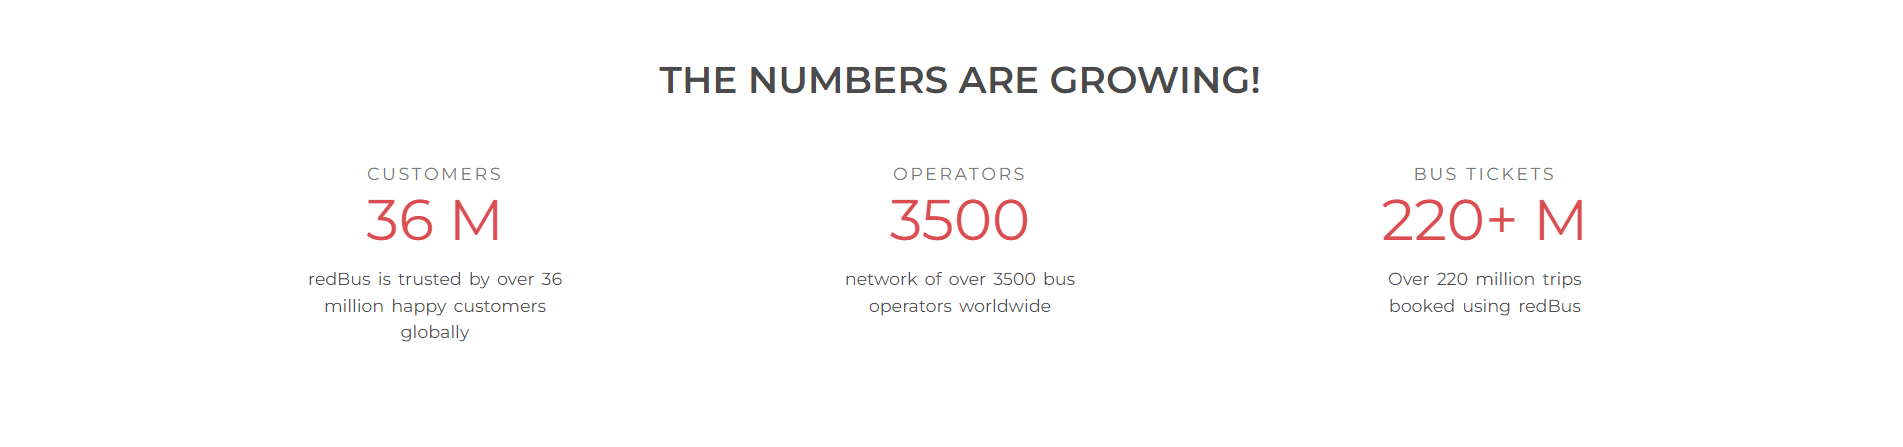 THE NUMBERS ARE GROWING!
CUSTOMERS
36 M
redBus is trusted by over 36
million happy customers
globally
OPERATORS
3500
network of over 3500 bus
operators worldwide
BUS TICKETS
220+ M
Over 220 million trips
booked using redBus